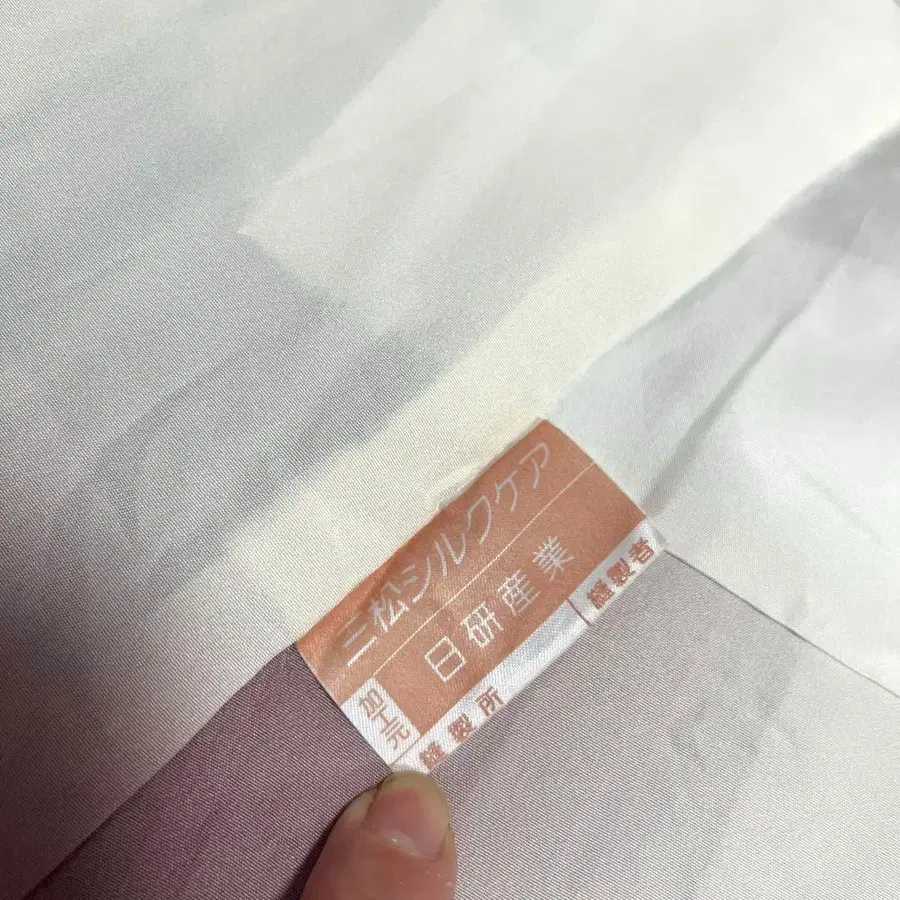 三松シルクケア
加工元 日研産業
縫製所 縫製者